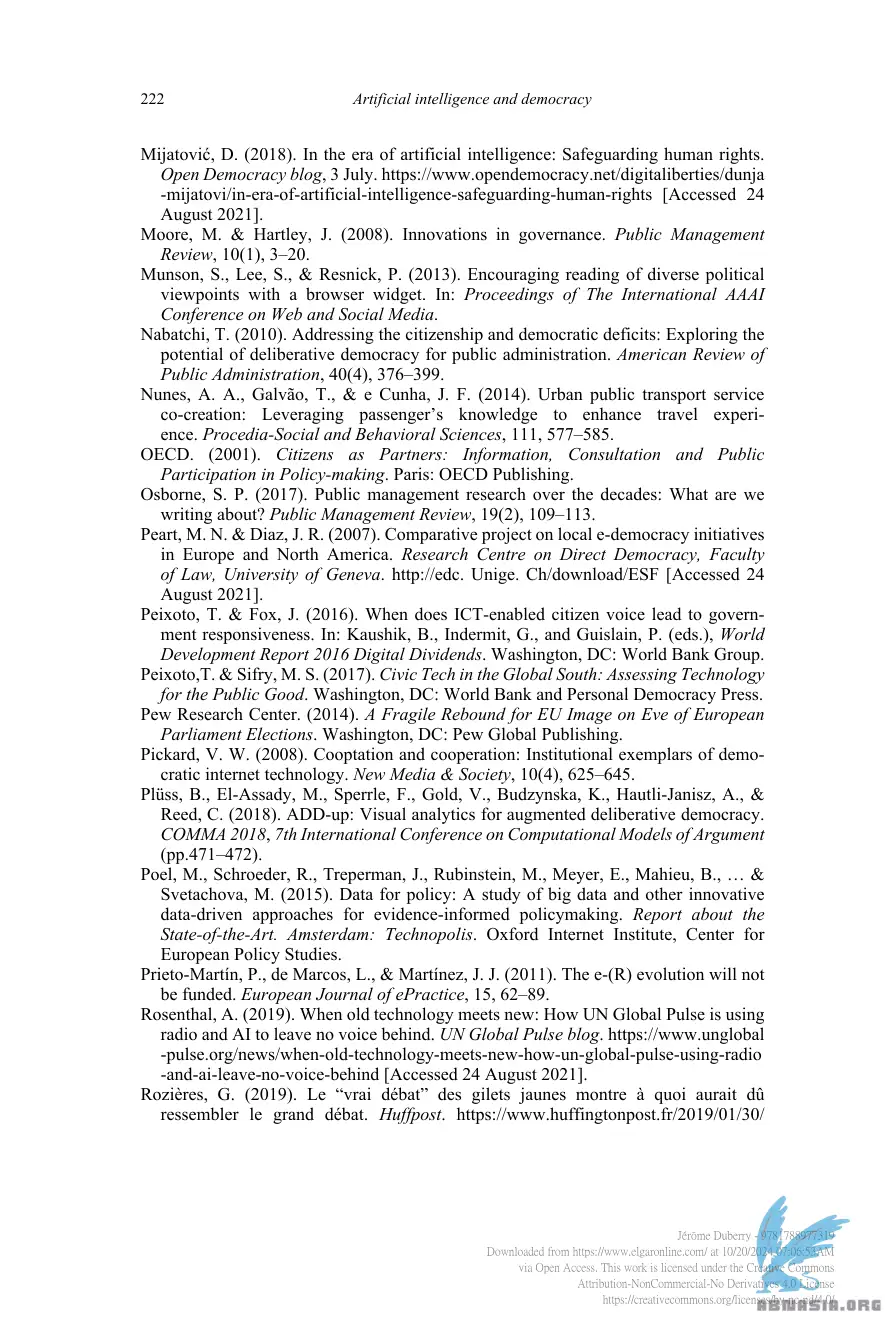 222 Artificial intelligence and democracy
Mijatović, D. (2018). In the era of artificial intelligence: Safeguarding human rights.
Open Democracy blog, 3 July. https://www.opendemocracy.net/digitaliberties/dunja
-mijatovi/in-era-of-artificial-intelligence-safeguarding-human-rights [Accessed 24
August 2021].
Moore, M. & Hartley, J. (2008). Innovations in governance. Public Management
Review, 10(1), 3–20.
Munson, S., Lee, S., & Resnick, P. (2013). Encouraging reading of diverse political
viewpoints with a browser widget. In: Proceedings of The International AAAI
Conference on Web and Social Media.
Nabatchi, T. (2010). Addressing the citizenship and democratic deficits: Exploring the
potential of deliberative democracy for public administration. American Review of
Public Administration, 40(4), 376–399.
Nunes, A. A., Galvão, T., & e Cunha, J. F. (2014). Urban public transport service
co-creation: Leveraging passenger’s knowledge to enhance travel experi-
ence. Procedia-Social and Behavioral Sciences, 111, 577–585.
OECD. (2001). Citizens as Partners: Information, Consultation and Public
Participation in Policy-making. Paris: OECD Publishing.
Osborne, S. P. (2017). Public management research over the decades: What are we
writing about? Public Management Review, 19(2), 109–113.
Peart, M. N. & Diaz, J. R. (2007). Comparative project on local e-democracy initiatives
in Europe and North America. Research Centre on Direct Democracy, Faculty
of Law, University of Geneva. http://edc. Unige. Ch/download/ESF [Accessed 24
August 2021].
Peixoto, T. & Fox, J. (2016). When does ICT-enabled citizen voice lead to govern-
ment responsiveness. In: Kaushik, B., Indermit, G., and Guislain, P. (eds.), World
Development Report 2016 Digital Dividends. Washington, DC: World Bank Group.
Peixoto,T. & Sifry, M. S. (2017). Civic Tech in the Global South: Assessing Technology
for the Public Good. Washington, DC: World Bank and Personal Democracy Press.
Pew Research Center. (2014). A Fragile Rebound for EU Image on Eve of European
Parliament Elections. Washington, DC: Pew Global Publishing.
Pickard, V. W. (2008). Cooptation and cooperation: Institutional exemplars of demo-
cratic internet technology. New Media & Society, 10(4), 625–645.
Plüss, B., El-Assady, M., Sperrle, F., Gold, V., Budzynska, K., Hautli-Janisz, A., &
Reed, C. (2018). ADD-up: Visual analytics for augmented deliberative democracy.
COMMA 2018, 7th International Conference on Computational Models of Argument
(pp.471–472).
Poel, M., Schroeder, R., Treperman, J., Rubinstein, M., Meyer, E., Mahieu, B., … &
Svetachova, M. (2015). Data for policy: A study of big data and other innovative
data-driven approaches for evidence-informed policymaking. Report about the
State-of-the-Art. Amsterdam: Technopolis. Oxford Internet Institute, Center for
European Policy Studies.
Prieto-Martín, P., de Marcos, L., & Martínez, J. J. (2011). The e-(R) evolution will not
be funded. European Journal of ePractice, 15, 62–89.
Rosenthal, A. (2019). When old technology meets new: How UN Global Pulse is using
radio and AI to leave no voice behind. UN Global Pulse blog. https://www.unglobal
-pulse.org/news/when-old-technology-meets-new-how-un-global-pulse-using-radio
-and-ai-leave-no-voice-behind [Accessed 24 August 2021].
Rozières, G. (2019). Le “vrai débat” des gilets jaunes montre à quoi aurait dû
ressembler le grand débat. Huffpost. https://www.huffingtonpost.fr/2019/01/30/
Jérôme Duberry - 9781788977319
Downloaded from https://www.elgaronline.com/ at 10/20/2024 07:06:53AM
via Open Access. This work is licensed under the Creative Commons
Attribution-NonCommercial-No Derivatives 4.0 License
https://creativecommons.org/licenses/by-nc-nd/4.0/
ABTWASIA.ORG